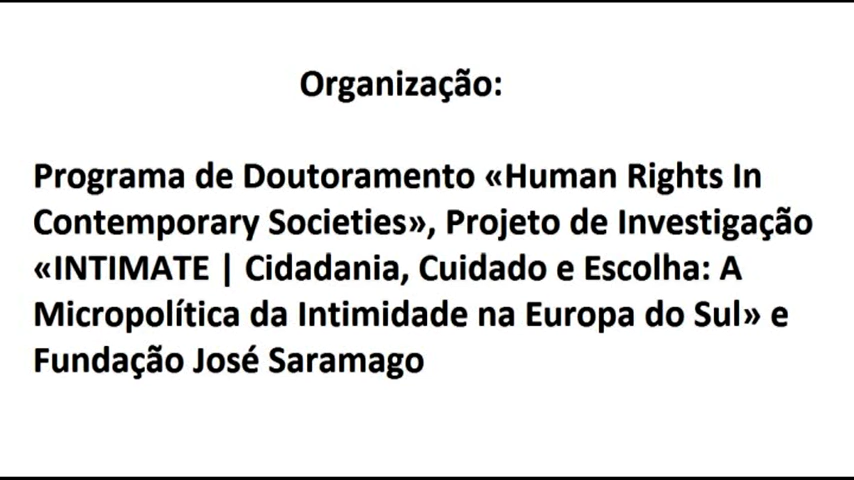 Organização:
Programa de Doutoramento «Human Rights In
Contemporary Societies», Projeto de Investigação
«INTIMATE | Cidadania, Cuidado e Escolha: A
Micropolítica da Intimidade na Europa do Sul» e
Fundação José Saramago